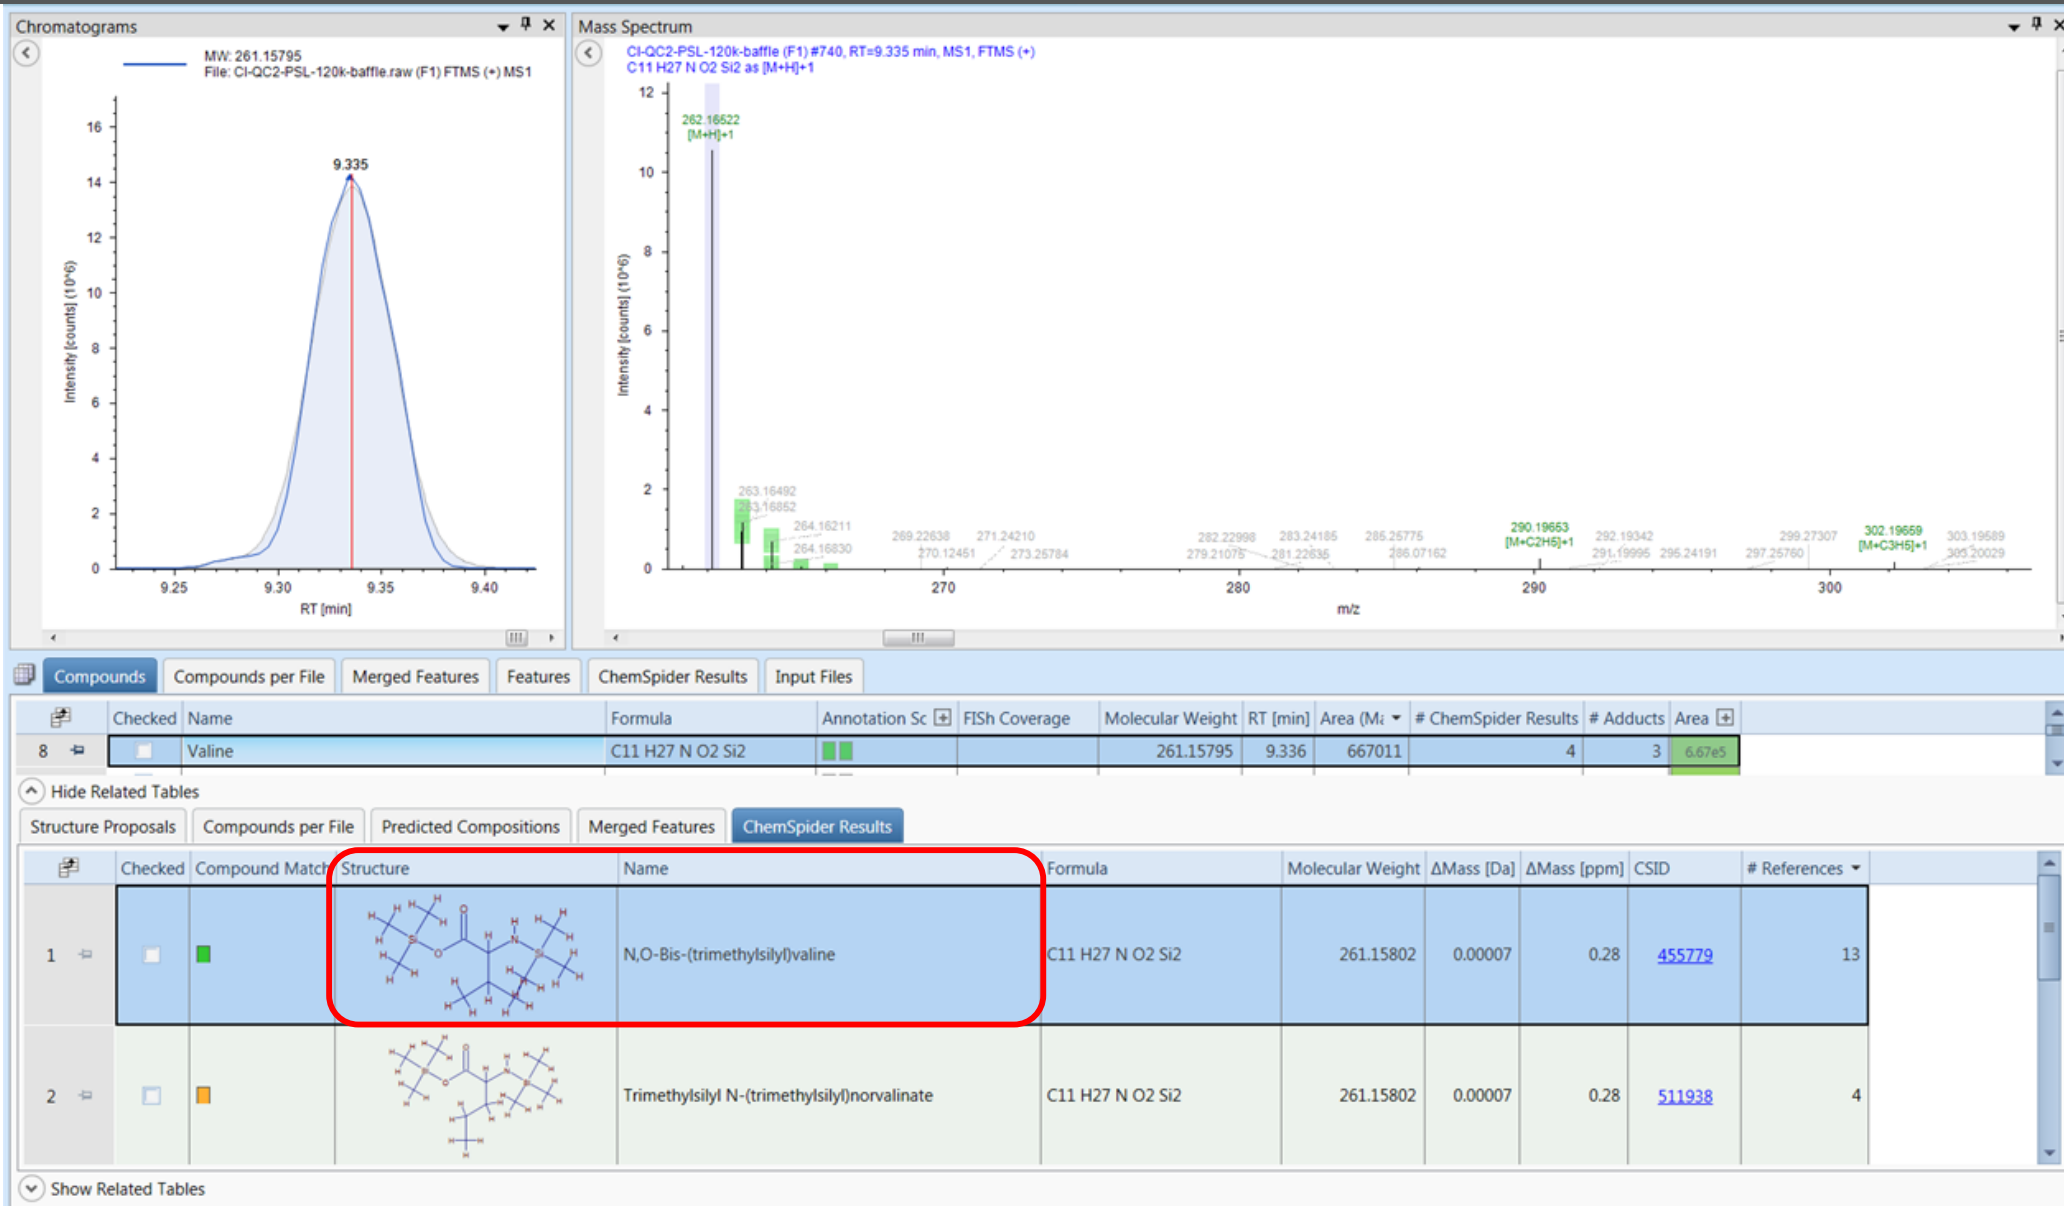 Chromatograms
MW: 261.15795
File: CI-QC2-PSL-120k-baffle.raw (F1) FTMS (+) MS1
9.335
16
14
12
10
8
6
4
2
0
Intensity [counts] (10^6)
9.25 9.30 9.35 9.40
RT [min]
Mass Spectrum
CI-QC2-PSL-120k-baffle (F1) #740, RT=9.335 min, MS1, FTMS (+)
C11 H27 N O2 Si2 as [M+H]+1
12
10
8
6
4
2
0
Intensity [counts] (10^6)
262.16522
[M+H]+1
263.16492
263.16852
264.16211
264.16830
269.22638
270.12451
271.24210
273.25784
282.22998
279.21075
283.24185
281.22635
285.25775
286.07162
290.19653
[M+C2H5]+1
292.19342
291.19995
295.24191
299.27307
297.25760
302.19659
[M+C3H5]+1
303.19589
303.20029
270 280 290 300
m/z
Compounds Compounds per File Merged Features Features ChemSpider Results Input Files
Checked Name Formula Annotation Sc FISh Coverage Molecular Weight RT [min] Area (Ma # ChemSpider Results # Adducts Area
8 Valine C11 H27 N O2 Si2 261.15795 9.336 667011 4 3 6.67e5
Hide Related Tables
Structure Proposals Compounds per File Predicted Compositions Merged Features ChemSpider Results
Checked Compound Match Structure Name Formula Molecular Weight ΔMass [Da] ΔMass [ppm] CSID # References
1 N,O-Bis-(trimethylsilyl)valine C11 H27 N O2 Si2 261.15802 0.00007 0.28 455779 13
2 Trimethylsilyl N-(trimethylsilyl)norvalinate C11 H27 N O2 Si2 261.15802 0.00007 0.28 511938 4
Show Related Tables